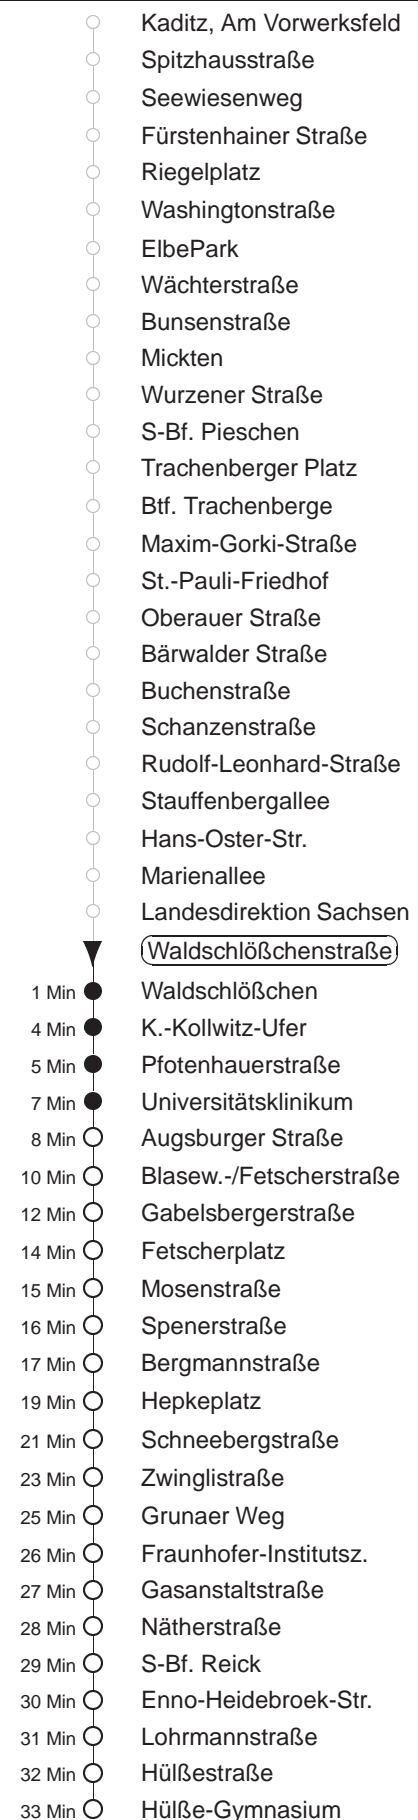 Kaditz, Am Vorwerksfeld
Spitzhausstraße
Seewiesenweg
Fürstenhainer Straße
Riegelplatz
Washingtonstraße
ElbePark
Wächterstraße
Bunsenstraße
Mickten
Wurzener Straße
S-Bf. Pieschen
Trachenberger Platz
Btf. Trachenberge
Maxim-Gorki-Straße
St.-Pauli-Friedhof
Oberauer Straße
Bärwalder Straße
Buchenstraße
Schanzenstraße
Rudolf-Leonhard-Straße
Stauffenbergallee
Hans-Oster-Str.
Marienallee
Landesdirektion Sachsen
Waldschlößchenstraße
1 Min Waldschlößchen
4 Min K.-Kollwitz-Ufer
5 Min Pfotenhauerstraße
7 Min Universitätsklinikum
8 Min Augsburger Straße
10 Min Blasew.-/Fetscherstraße
12 Min Gabelsbergerstraße
14 Min Fetscherplatz
15 Min Mosenstraße
16 Min Spenerstraße
17 Min Bergmannstraße
19 Min Hepkeplatz
21 Min Schneebergstraße
23 Min Zwinglistraße
25 Min Grunaer Weg
26 Min Fraunhofer-Institutsz.
27 Min Gasanstaltstraße
28 Min Nätherstraße
29 Min S-Bf. Reick
30 Min Enno-Heidebroek-Str.
31 Min Lohrmannstraße
32 Min Hülßestraße
33 Min Hülße-Gymnasium